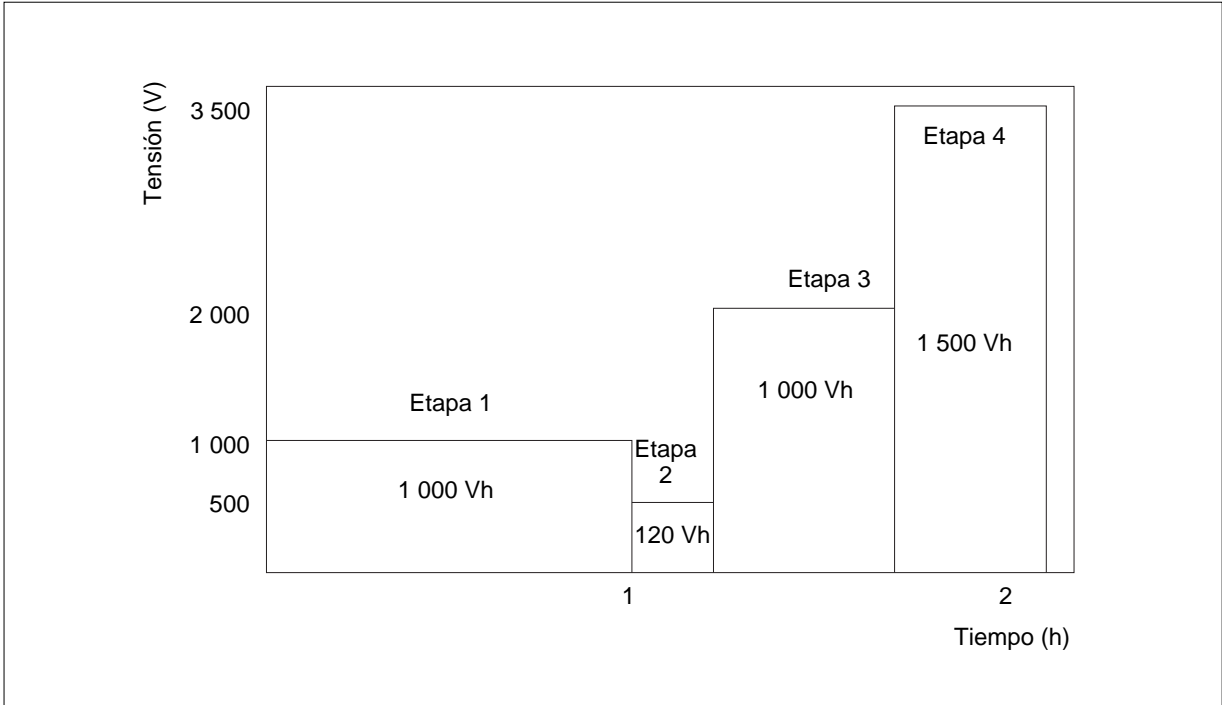 Tensión (V)
3 500
2 000
1 000
500
Etapa 1
1 000 Vh
Etapa
2
120 Vh
Etapa 3
1 000 Vh
Etapa 4
1 500 Vh
1
2
Tiempo (h)